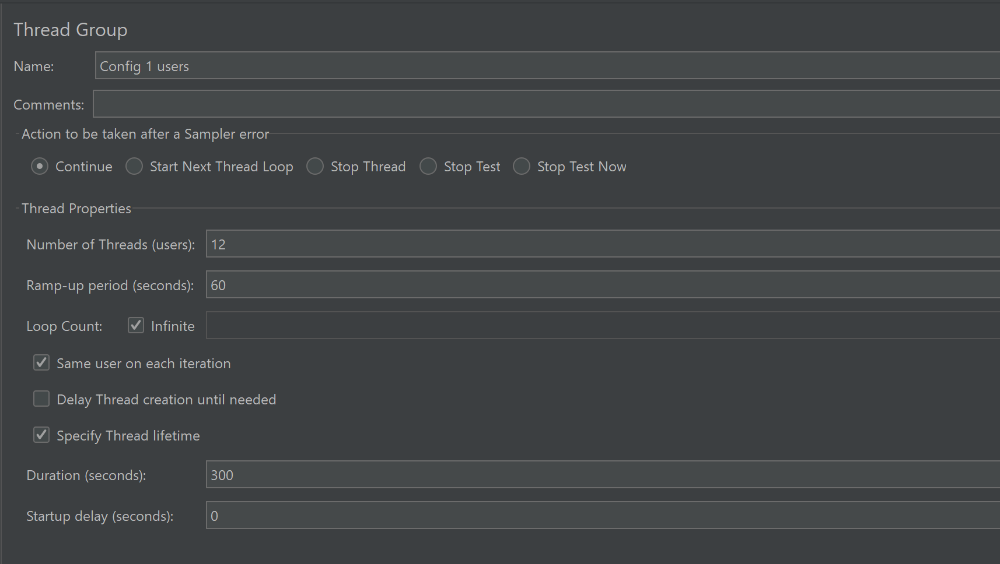 Thread Group
Name: Config 1 users
Comments:
Action to be taken after a Sampler error
Continue Start Next Thread Loop Stop Thread Stop Test Stop Test Now
Thread Properties
Number of Threads (users): 12
Ramp-up period (seconds): 60
Loop Count: Infinite
Same user on each iteration
Delay Thread creation until needed
Specify Thread lifetime
Duration (seconds): 300
Startup delay (seconds): 0